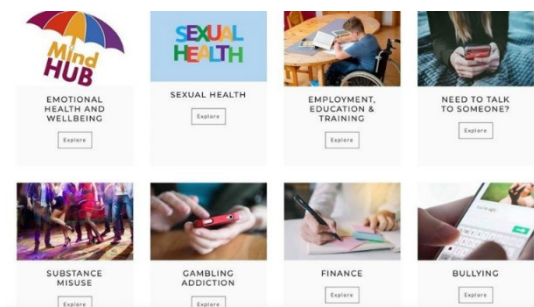 Mind
HUB
SEXUAL
HEALTH
EMOTIONAL
HEALTH AND
WELLBEING
Explore
SEXUAL HEALTH
Explore
EMPLOYMENT,
EDUCATION &
TRAINING
Explore
NEED TO TALK
TO SOMEONE?
Explore
SUBSTANCE
MISUSE
Explore
GAMBLING
ADDICTION
Explore
FINANCE
Explore
BULLYING
Explore